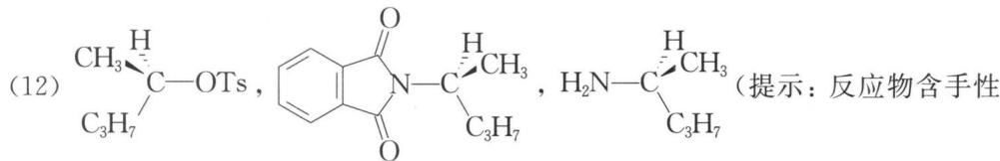 (12) CH₃ H C₃H₇ OTs, O N O H CH₃ C₃H₇, H₂N H CH₃ C₃H₇ (提示：反应物含手性